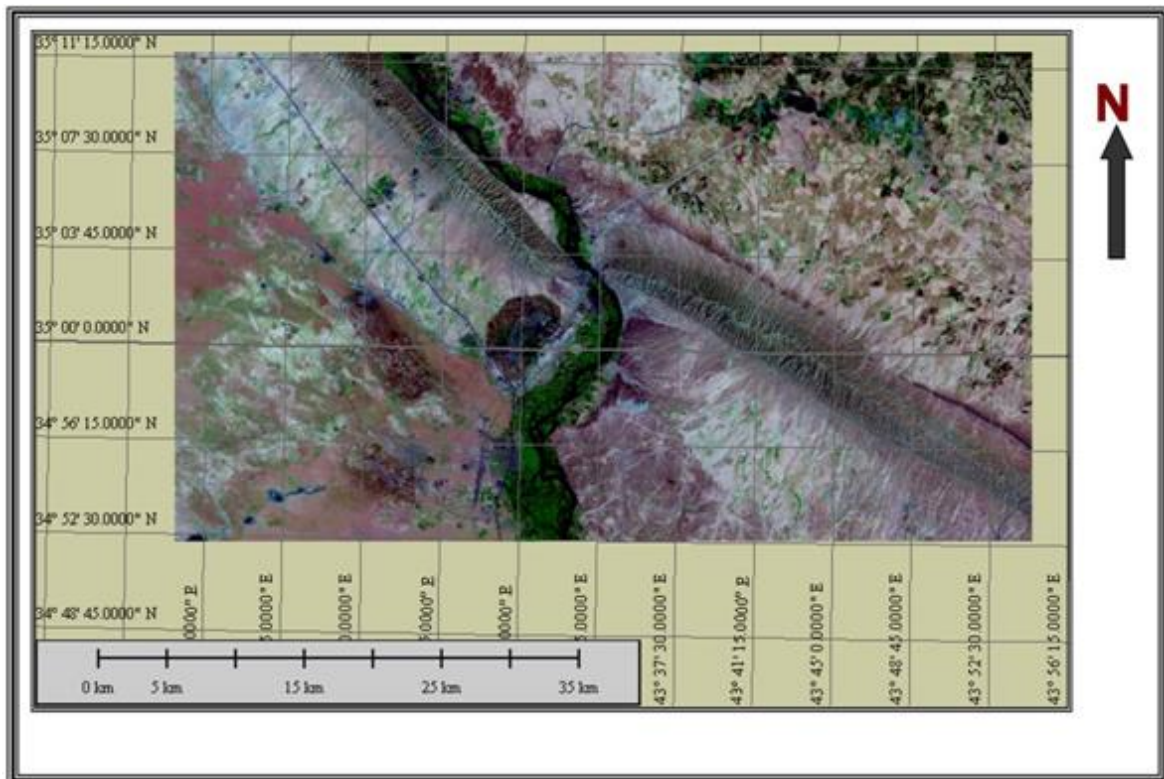 35° 11' 15.0000" N
N
35° 07' 30.0000" N
35° 03' 45.0000" N
35° 00' 0.0000" N
34° 56' 15.0000" N
34° 52' 30.0000" N
34° 48' 45.0000" N
43° 37' 30.0000" E
43° 41' 15.0000" E
43° 45' 0.0000" E
43° 48' 45.0000" E
43° 52' 30.0000" E
43° 56' 15.0000" E
0 km 5 km 15 km 25 km 35 km